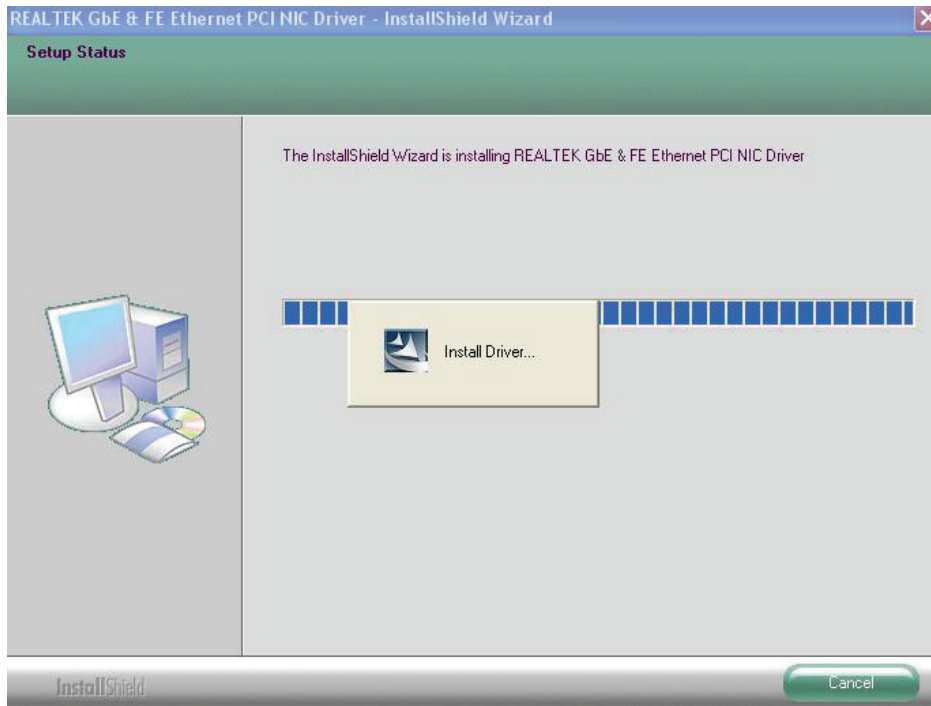 REALTEK GbE & FE Ethernet PCI NIC Driver - InstallShield Wizard
Setup Status
The InstallShield Wizard is installing REALTEK GbE & FE Ethernet PCI NIC Driver
Install Driver...
InstallShield
Cancel